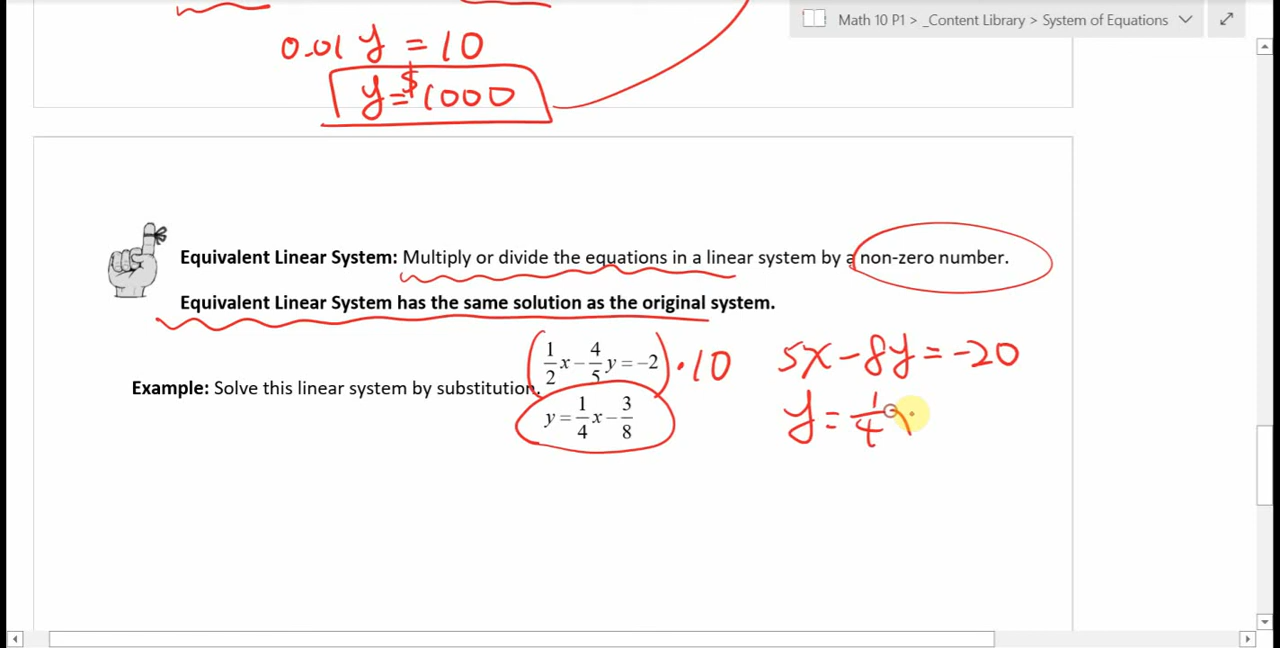 Math 10 P1 > _Content Library > System of Equations
0.01 y = 10
y = $1000
Equivalent Linear System: Multiply or divide the equations in a linear system by a non-zero number.
Equivalent Linear System has the same solution as the original system.
Example: Solve this linear system by substitution.
(1/2 x − 4/5 y = −2) · 10
5x − 8y = −20
y = 1/4 x − 3/8
y = 1/4